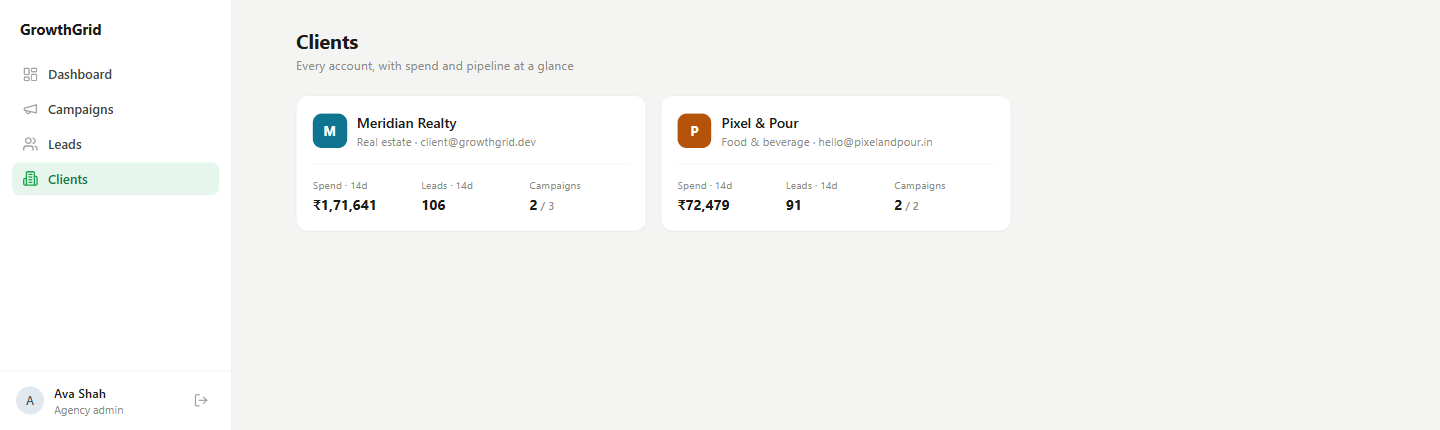 GrowthGrid
Dashboard
Campaigns
Leads
Clients
Clients
Every account, with spend and pipeline at a glance
M
Meridian Realty
Real estate · client@growthgrid.dev
Spend · 14d
Leads · 14d
Campaigns
₹1,71,641
106
2 / 3
P
Pixel & Pour
Food & beverage · hello@pixelandpour.in
Spend · 14d
Leads · 14d
Campaigns
₹72,479
91
2 / 2
A
Ava Shah
Agency admin